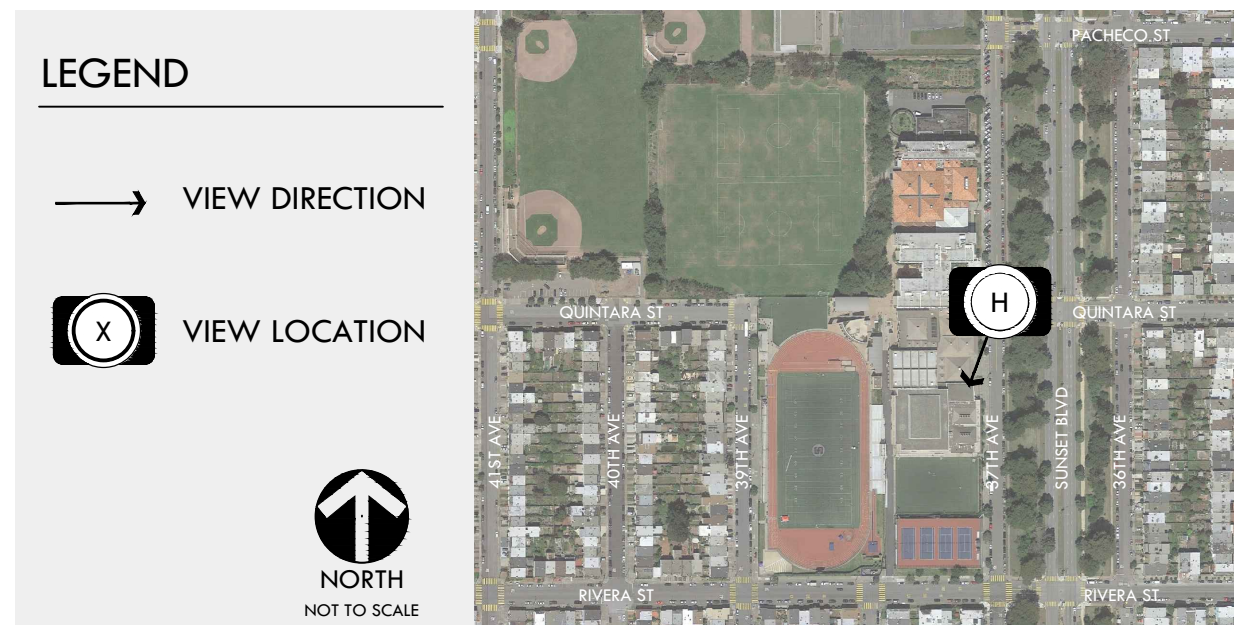 LEGEND
VIEW DIRECTION
X
VIEW LOCATION
NORTH
NOT TO SCALE
PACHECO ST
QUINTARA ST
H
QUINTARA ST
41ST AVE
40TH AVE
39TH AVE
37TH AVE
SUNSET BLVD
36TH AVE
RIVERA ST
RIVERA ST